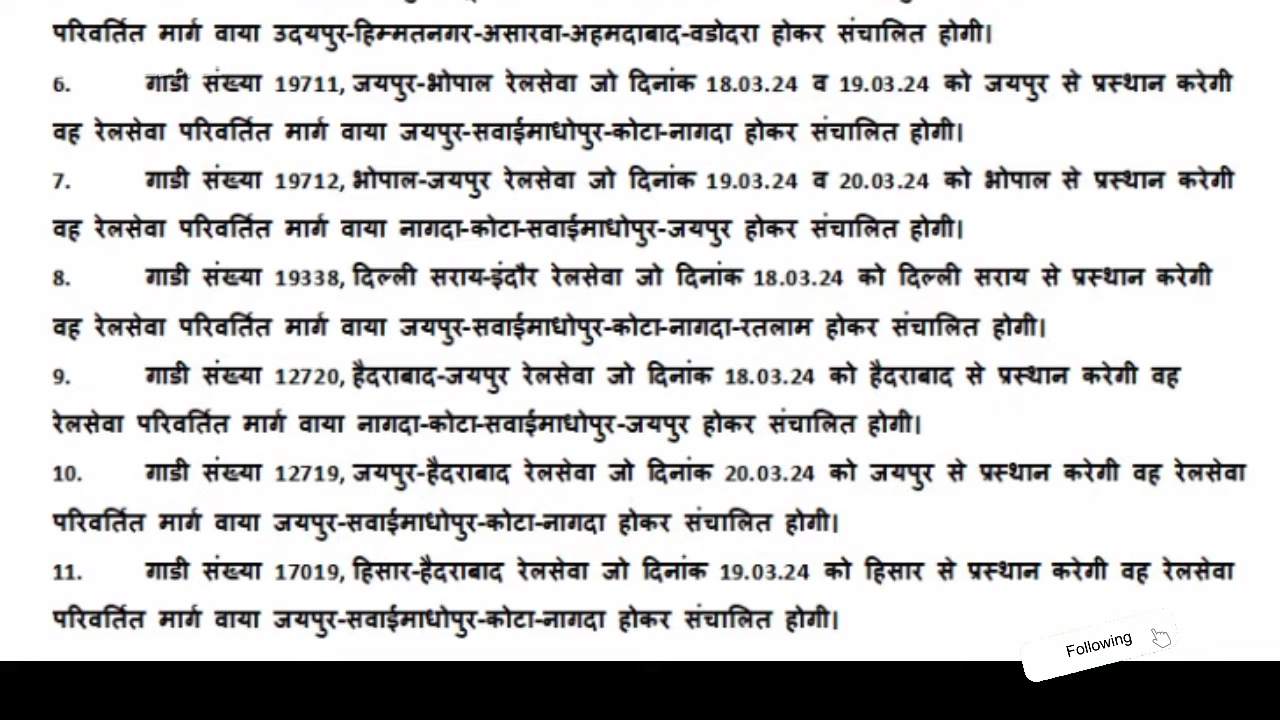 परिवर्तित मार्ग वाया उदयपुर-हिम्मतनगर-असारवा-अहमदाबाद-वडोदरा होकर संचालित होगी।
6. गाडी संख्या 19711, जयपुर-भोपाल रेलसेवा जो दिनांक 18.03.24 व 19.03.24 को जयपुर से प्रस्थान करेगी
वह रेलसेवा परिवर्तित मार्ग वाया जयपुर-सवाईमाधोपुर-कोटा-नागदा होकर संचालित होगी।
7. गाडी संख्या 19712, भोपाल-जयपुर रेलसेवा जो दिनांक 19.03.24 व 20.03.24 को भोपाल से प्रस्थान करेगी
वह रेलसेवा परिवर्तित मार्ग वाया नागदा-कोटा-सवाईमाधोपुर-जयपुर होकर संचालित होगी।
8. गाडी संख्या 19338, दिल्ली सराय-इंदौर रेलसेवा जो दिनांक 18.03.24 को दिल्ली सराय से प्रस्थान करेगी
वह रेलसेवा परिवर्तित मार्ग वाया जयपुर-सवाईमाधोपुर-कोटा-नागदा-रतलाम होकर संचालित होगी।
9. गाडी संख्या 12720, हैदराबाद-जयपुर रेलसेवा जो दिनांक 18.03.24 को हैदराबाद से प्रस्थान करेगी वह
रेलसेवा परिवर्तित मार्ग वाया नागदा-कोटा-सवाईमाधोपुर-जयपुर होकर संचालित होगी।
10. गाडी संख्या 12719, जयपुर-हैदराबाद रेलसेवा जो दिनांक 20.03.24 को जयपुर से प्रस्थान करेगी वह रेलसेवा
परिवर्तित मार्ग वाया जयपुर-सवाईमाधोपुर-कोटा-नागदा होकर संचालित होगी।
11. गाडी संख्या 17019, हिसार-हैदराबाद रेलसेवा जो दिनांक 19.03.24 को हिसार से प्रस्थान करेगी वह रेलसेवा
परिवर्तित मार्ग वाया जयपुर-सवाईमाधोपुर-कोटा-नागदा होकर संचालित होगी।
Following